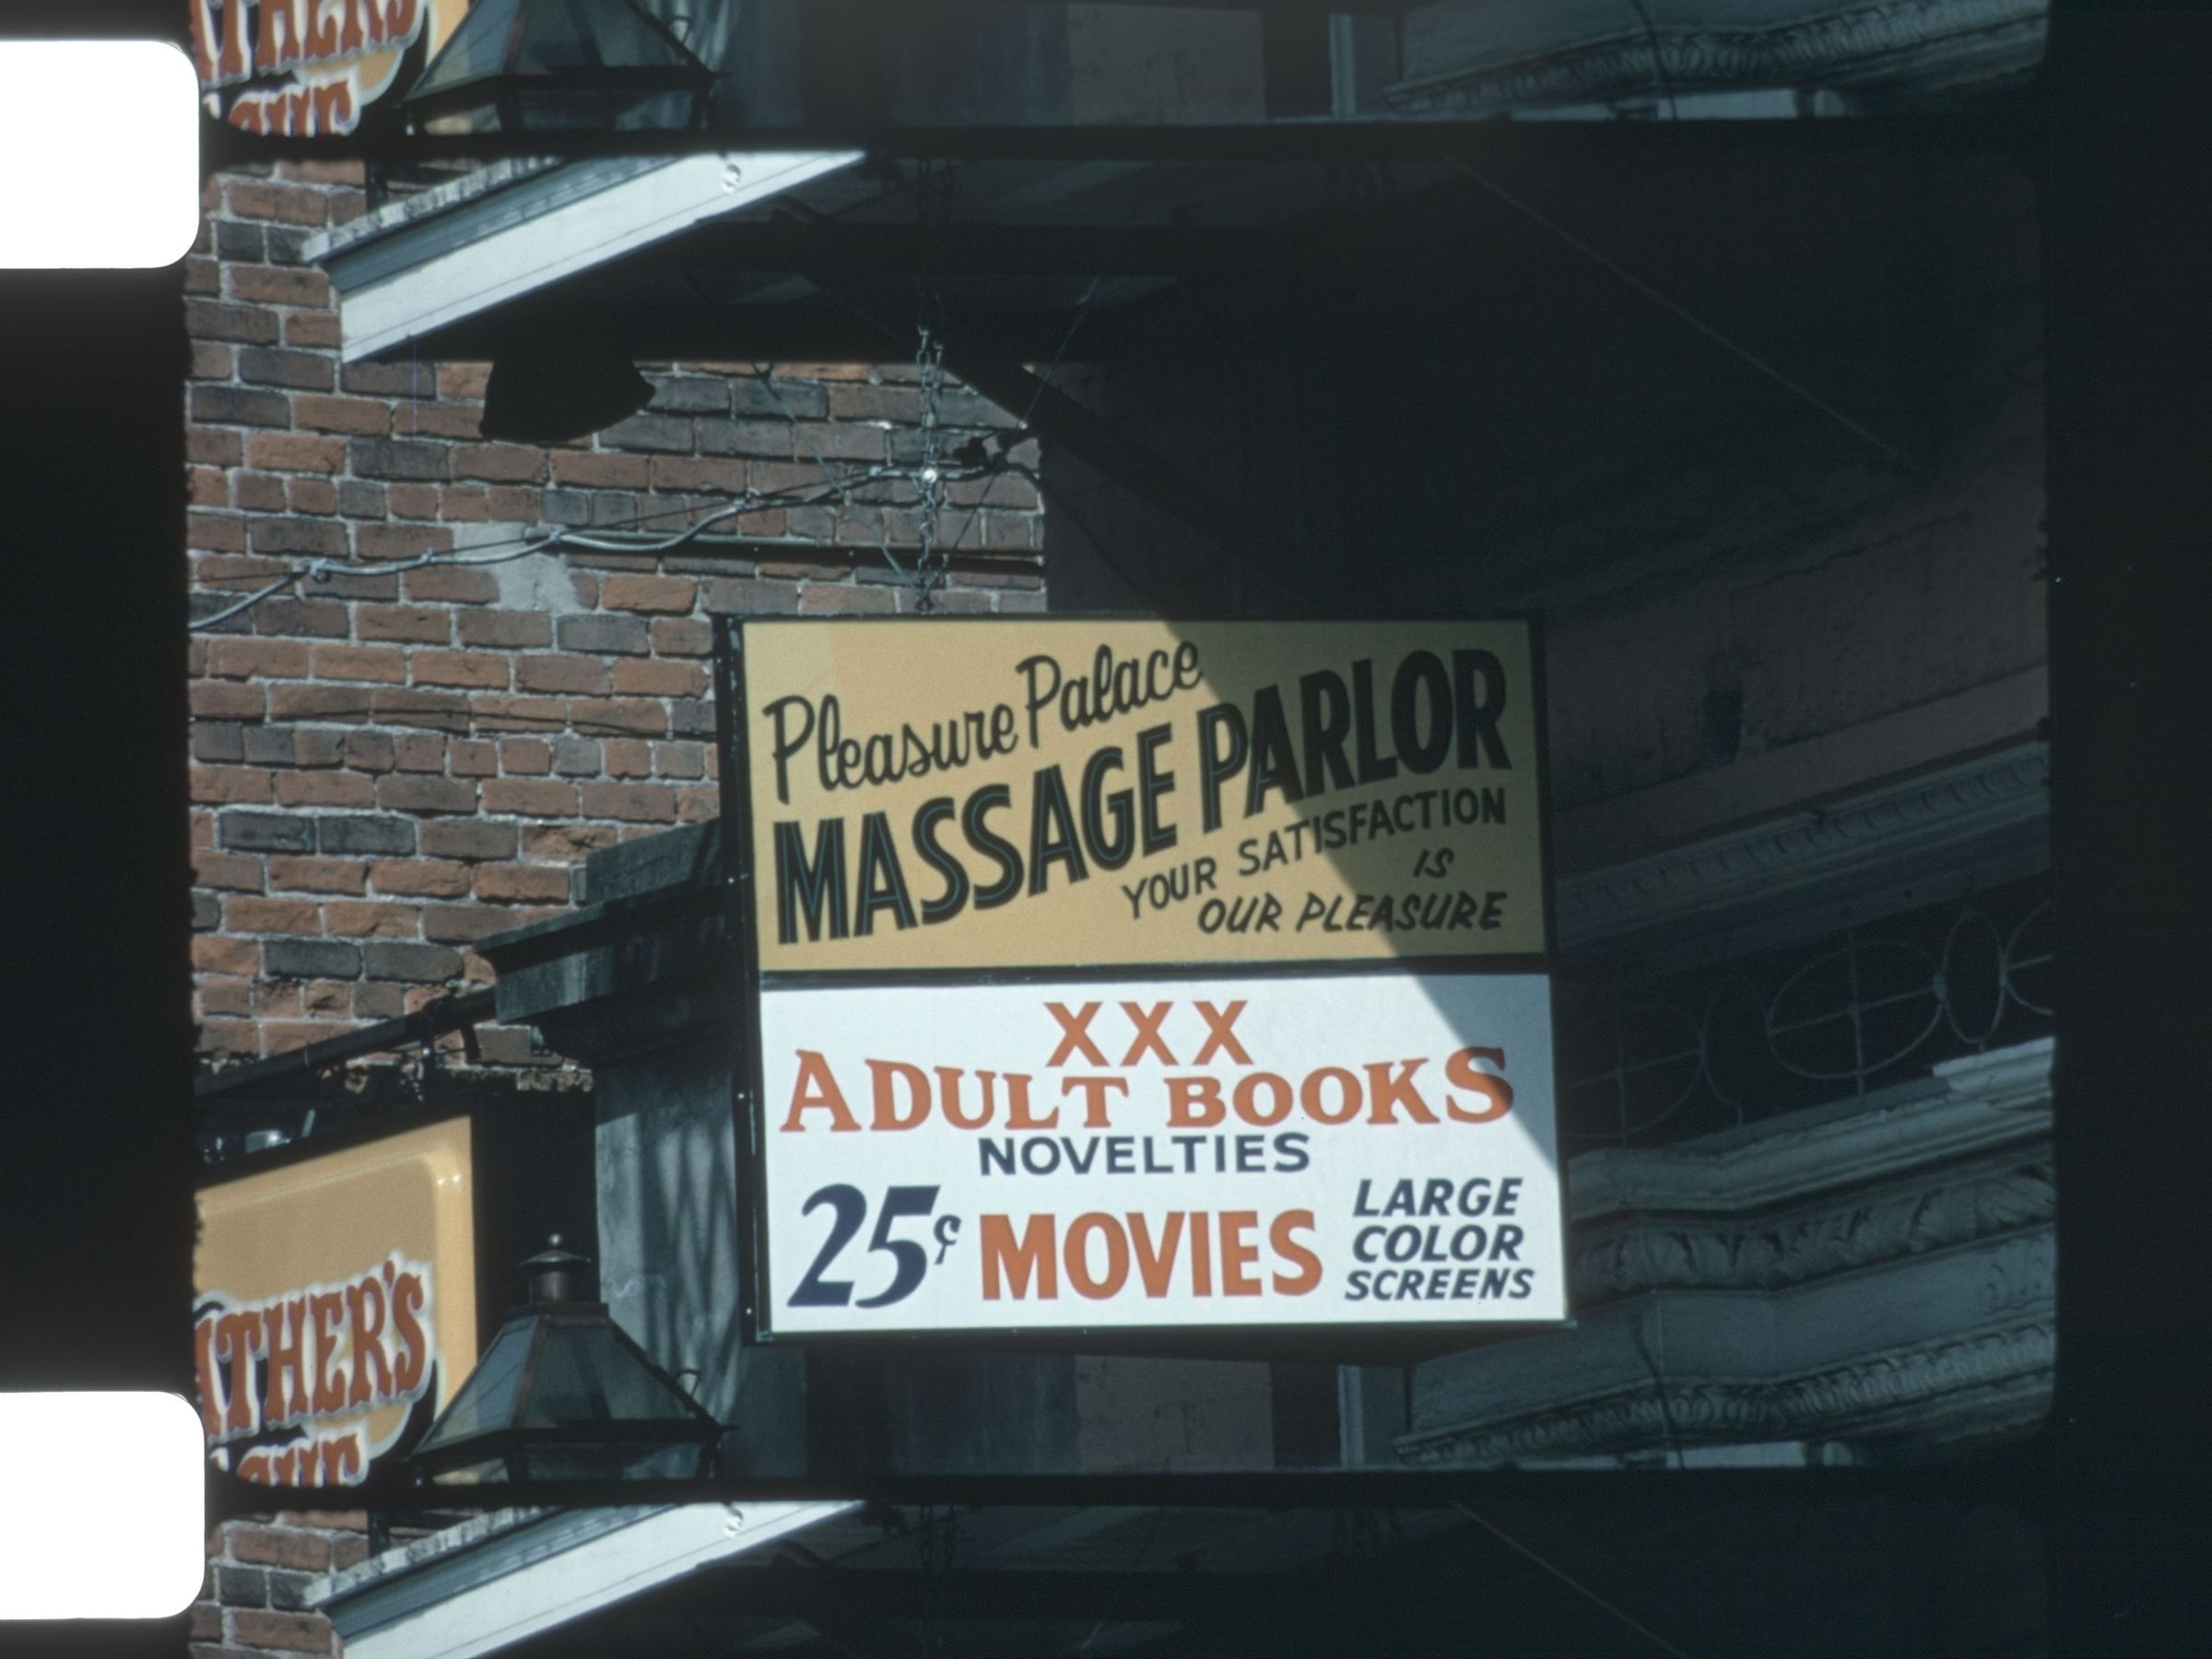 Pleasure Palace
MASSAGE PARLOR
YOUR SATISFACTION
IS
OUR PLEASURE
XXX
ADULT BOOKS
NOVELTIES
25¢ MOVIES
LARGE
COLOR
SCREENS